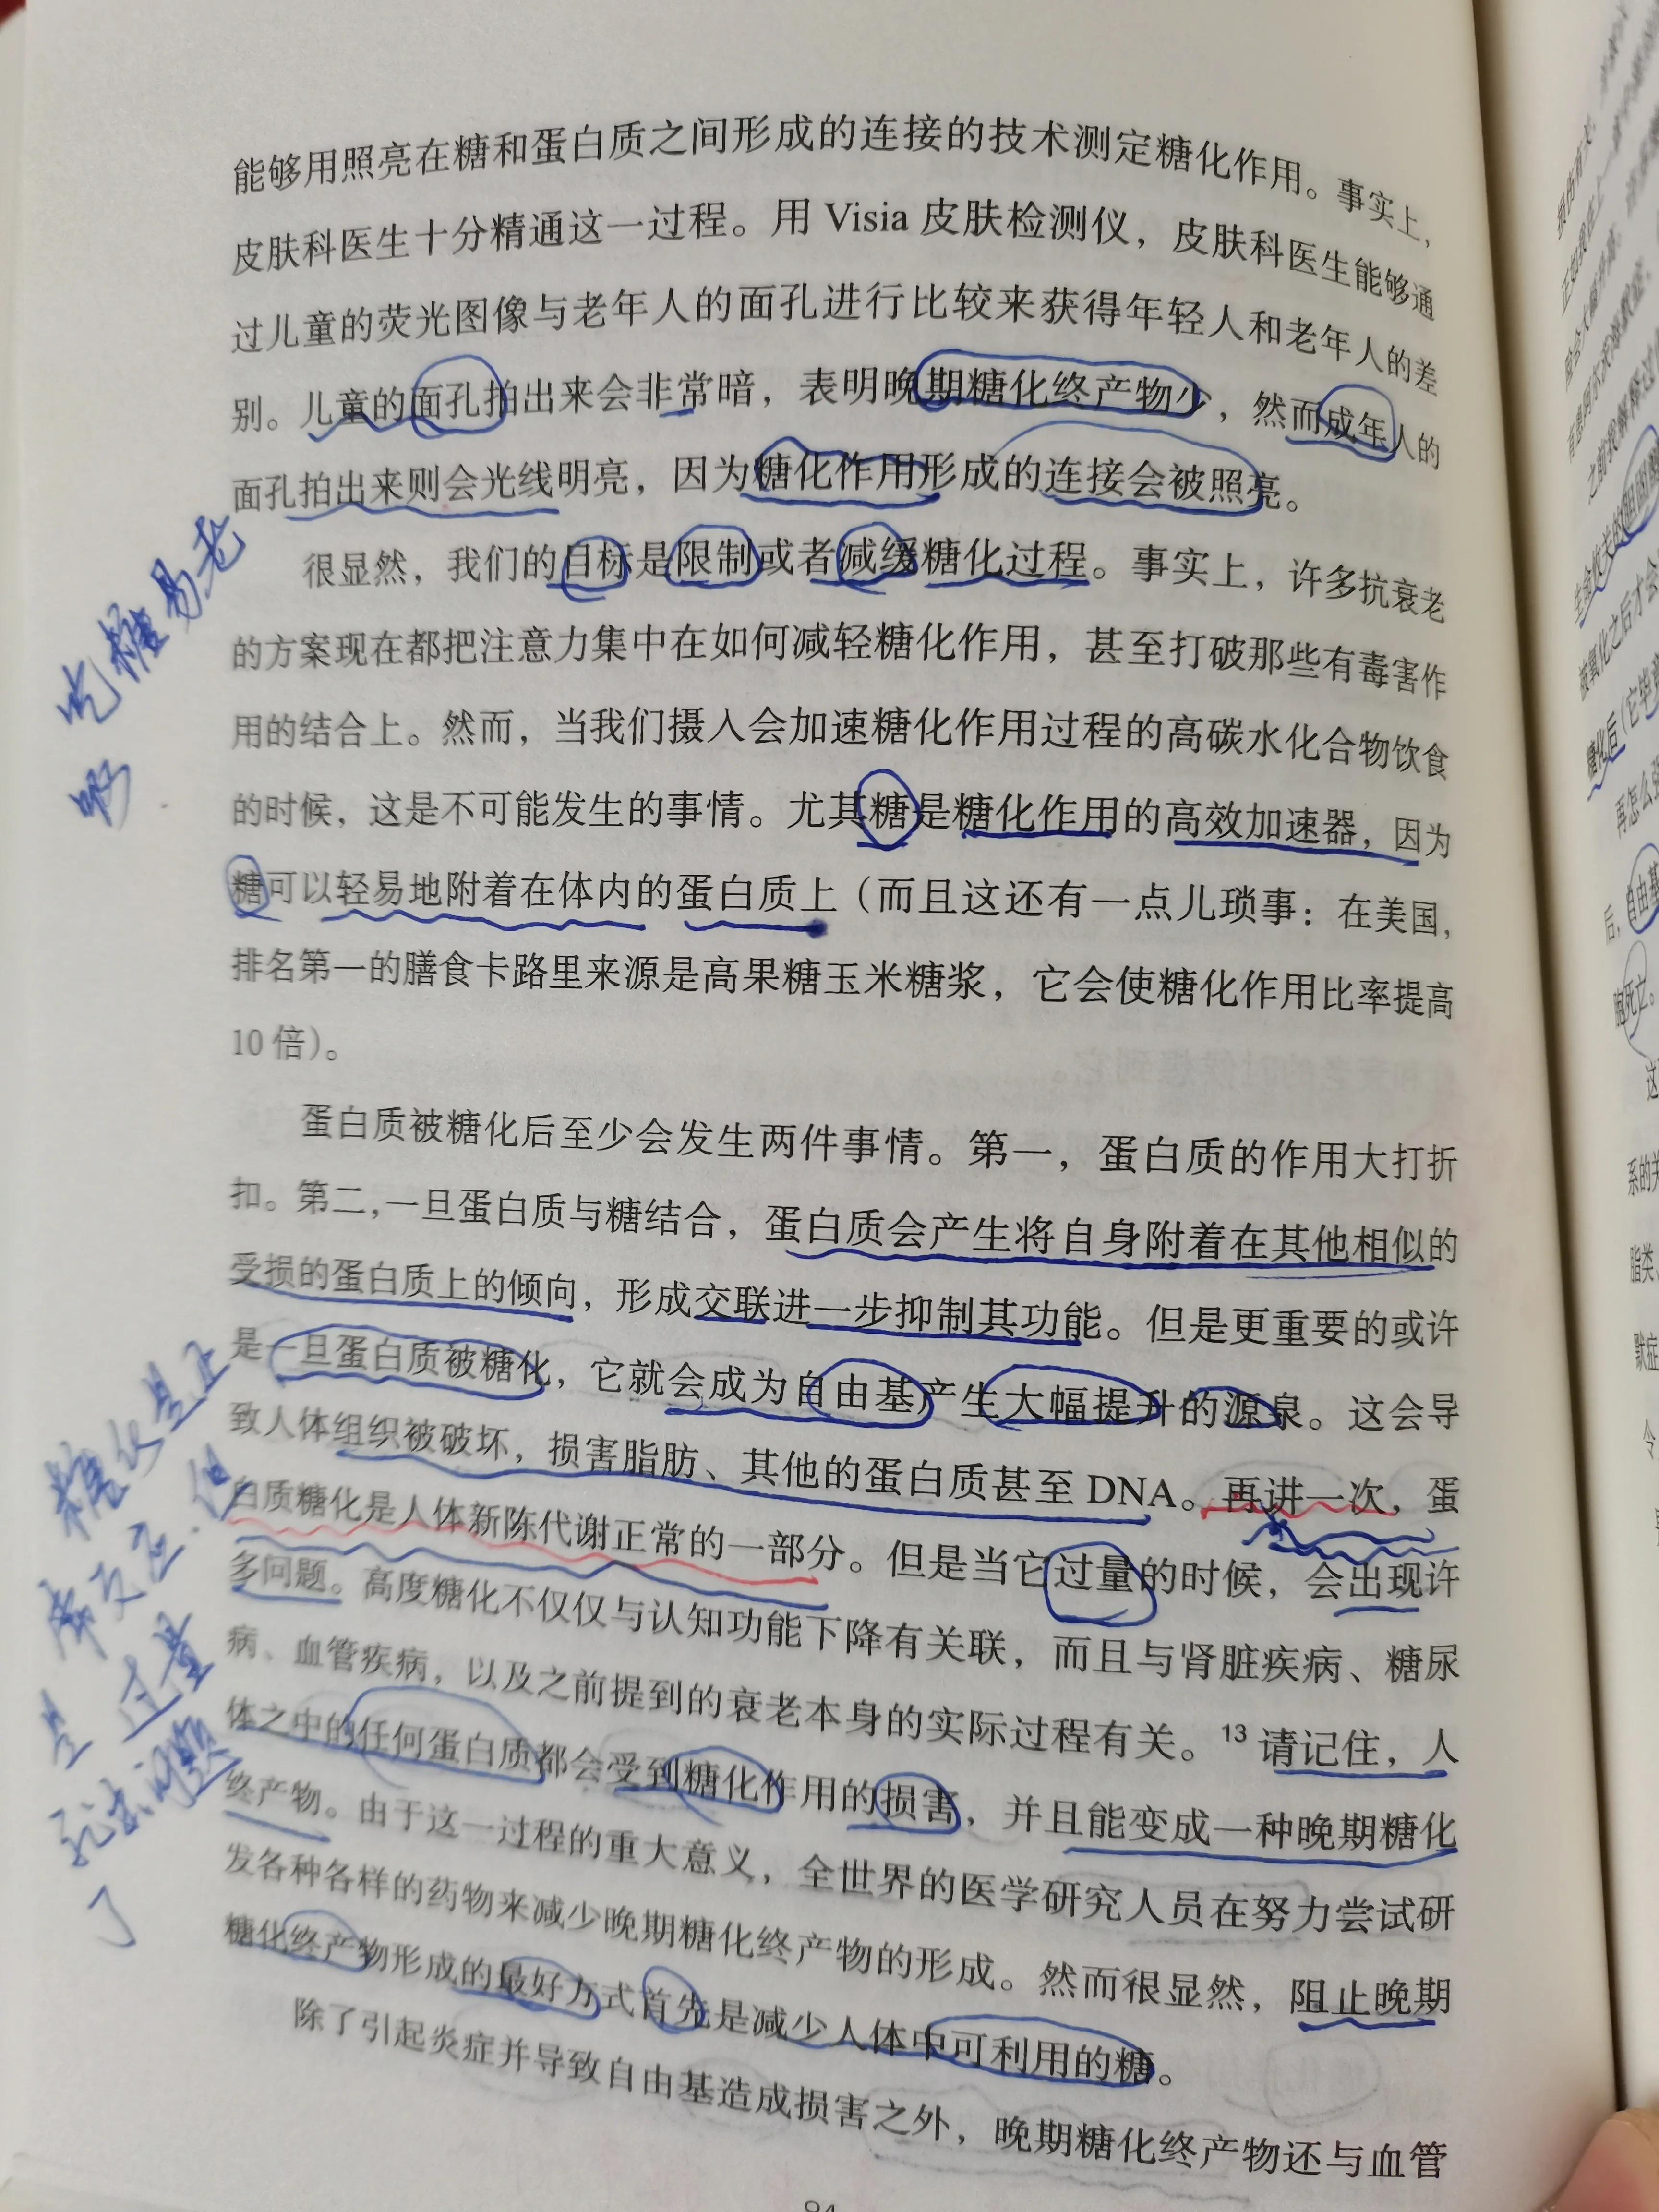 能够用照亮在糖和蛋白质之间形成的连接的技术测定糖化作用。事实上，
皮肤科医生十分精通这一过程。用 Visia 皮肤检测仪，皮肤科医生能够通
过儿童的荧光图像与老年人的面孔进行比较来获得年轻人和老年人的差
别。儿童的面孔拍出来会非常暗，表明晚期糖化终产物少，然而成年人的
面孔拍出来则会光线明亮，因为糖化作用形成的连接会被照亮。
很显然，我们的目标是限制或者减缓糖化过程。事实上，许多抗衰老
的方案现在都把注意力集中在如何减轻糖化作用，甚至打破那些有毒害作
用的结合上。然而，当我们摄入会加速糖化作用过程的高碳水化合物饮食
的时候，这是不可能发生的事情。尤其糖是糖化作用的高效加速器，因为
糖可以轻易地附着在体内的蛋白质上（而且这还有一点儿琐事：在美国，
排名第一的膳食卡路里来源是高果糖玉米糖浆，它会使糖化作用比率提高
10 倍）。
蛋白质被糖化后至少会发生两件事情。第一，蛋白质的作用大打折
扣。第二，一旦蛋白质与糖结合，蛋白质会产生将自身附着在其他相似的
受损的蛋白质上的倾向，形成交联进一步抑制其功能。但是更重要的或许
是一旦蛋白质被糖化，它就会成为自由基产生大幅提升的源泉。这会导
致人体组织被破坏，损害脂肪、其他的蛋白质甚至 DNA。再讲一次，蛋
白质糖化是人体新陈代谢正常的一部分。但是当它过量的时候，会出现许
多问题。高度糖化不仅仅与认知功能下降有关联，而且与肾脏疾病、糖尿
病、血管疾病，以及之前提到的衰老本身的实际过程有关。13 请记住，人
体之中的任何蛋白质都会受到糖化作用的损害，并且能变成一种晚期糖化
终产物。由于这一过程的重大意义，全世界的医学研究人员在努力尝试研
发各种各样的药物来减少晚期糖化终产物的形成。然而很显然，阻止晚期
糖化终产物形成的最好方式首先是减少人体中可利用的糖。
除了引起炎症并导致自由基造成损害之外，晚期糖化终产物还与血管
吃糖易老
啊